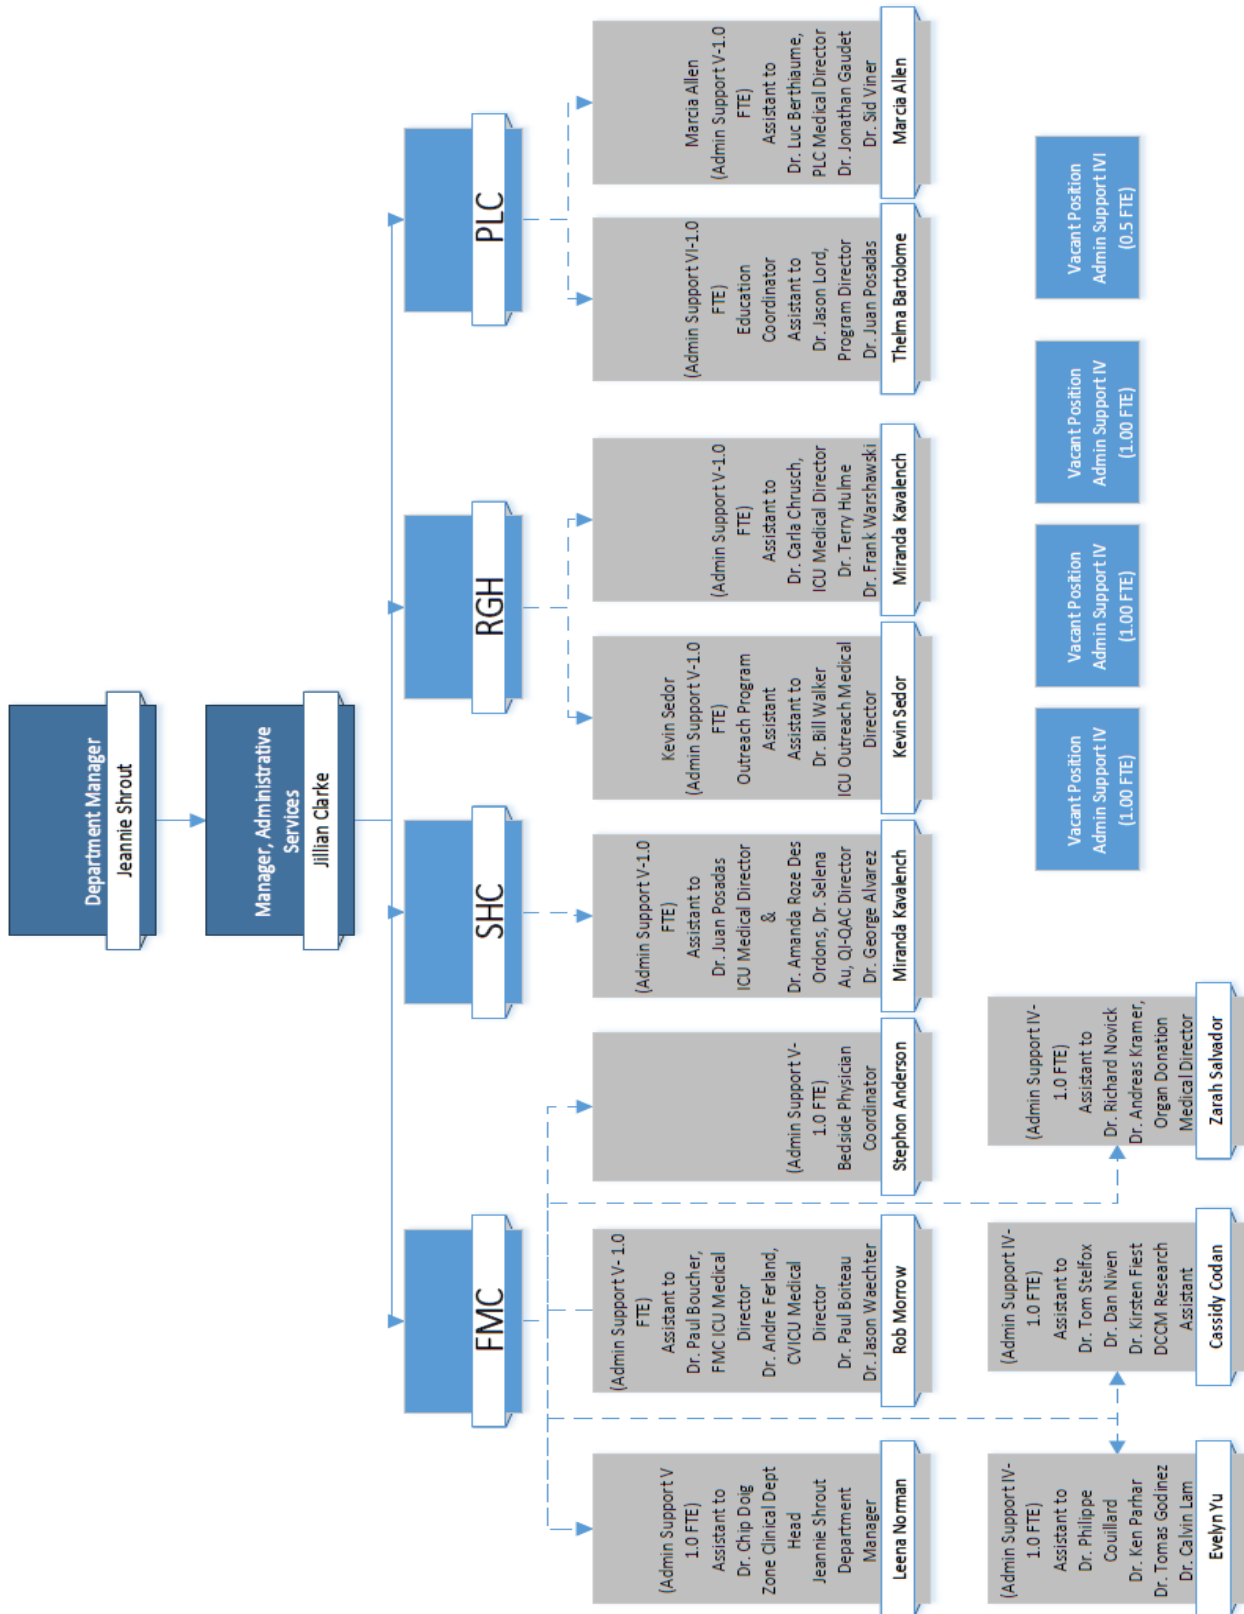 Department Manager
Jeannie Shrout
Manager, Administrative
Services
Jillian Clarke
FMC
SHC
RGH
PLC
(Admin Support V
1.0 FTE)
Assistant to
Dr. Chip Doig
Zone Clinical Dept
Head
Jeannie Shrout
Department
Manager
Leena Norman
(Admin Support V- 1.0
FTE)
Assistant to
Dr. Paul Boucher,
FMC ICU Medical
Director
Dr. Andre Ferland,
CVICU Medical
Director
Dr. Paul Boiteau
Dr. Jason Waechter
Rob Morrow
(Admin Support V-
1.0 FTE)
Bedside Physician
Coordinator
Stephon Anderson
(Admin Support V-1.0
FTE)
Assistant to
Dr. Juan Posadas
ICU Medical Director
&
Dr. Amanda Roze Des
Ordons, Dr. Selena
Au, QI-QAC Director
Dr. George Alvarez
Miranda Kavalench
Kevin Sedor
(Admin Support V-1.0
FTE)
Outreach Program
Assistant
Assistant to
Dr. Bill Walker
ICU Outreach Medical
Director
Kevin Sedor
(Admin Support V-1.0
FTE)
Assistant to
Dr. Carla Chrusch,
ICU Medical Director
Dr. Terry Hulme
Dr. Frank Warshawski
Miranda Kavalench
(Admin Support VI-1.0
FTE)
Education
Coordinator
Assistant to
Dr. Jason Lord,
Program Director
Dr. Juan Posadas
Thelma Bartolome
Marcia Allen
(Admin Support V-1.0
FTE)
Assistant to
Dr. Luc Berthiaume,
PLC Medical Director
Dr. Jonathan Gaudet
Dr. Sid Viner
Marcia Allen
(Admin Support IV-
1.0 FTE)
Assistant to
Dr. Philippe
Couillard
Dr. Ken Parhar
Dr. Tomas Godinez
Dr. Calvin Lam
Evelyn Yu
(Admin Support IV-
1.0 FTE)
Assistant to
Dr. Tom Stelfox
Dr. Dan Niven
Dr. Kirsten Fiest
DCCM Research
Assistant
Cassidy Codan
(Admin Support IV-
1.0 FTE)
Assistant to
Dr. Richard Novick
Dr. Andreas Kramer,
Organ Donation
Medical Director
Zarah Salvador
Vacant Position
Admin Support IV
(1.00 FTE)
Vacant Position
Admin Support IV
(1.00 FTE)
Vacant Position
Admin Support IV
(1.00 FTE)
Vacant Position
Admin Support IVI
(0.5 FTE)